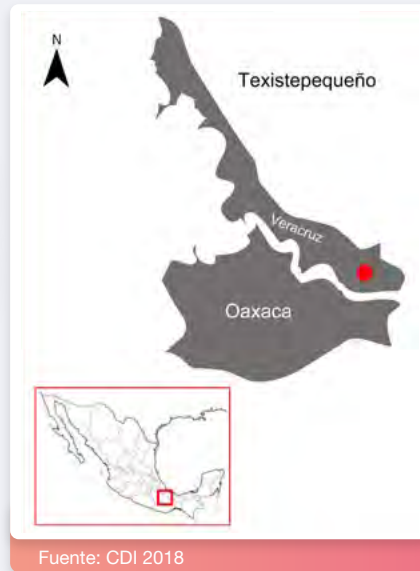 N
Texistepequeño
Veracruz
Oaxaca
Fuente: CDI 2018